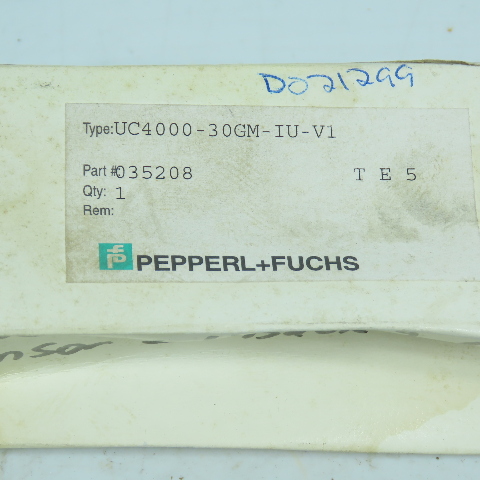 D021299
Type:UC4000-30GM-IU-V1
Part #:035208 T E 5
Qty: 1
Rem:
PEPPERL+FUCHS